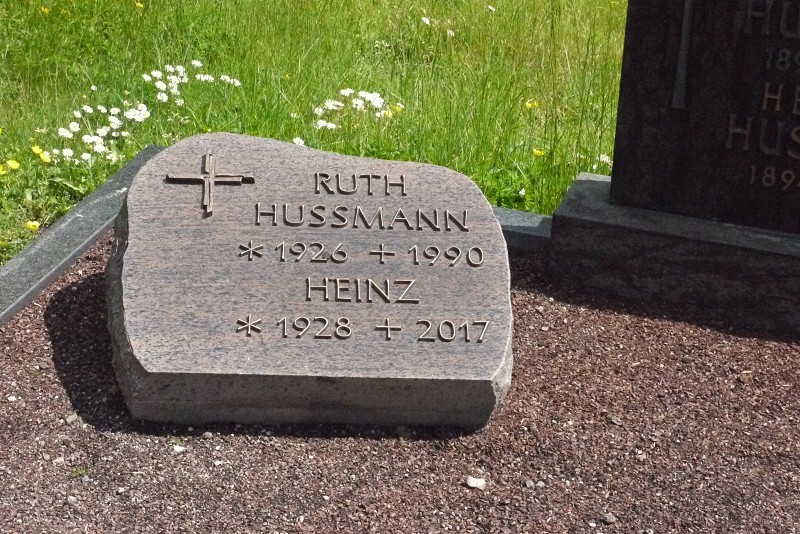 RUTH
HUSSMANN
* 1926 + 1990
HEINZ
* 1928 + 2017